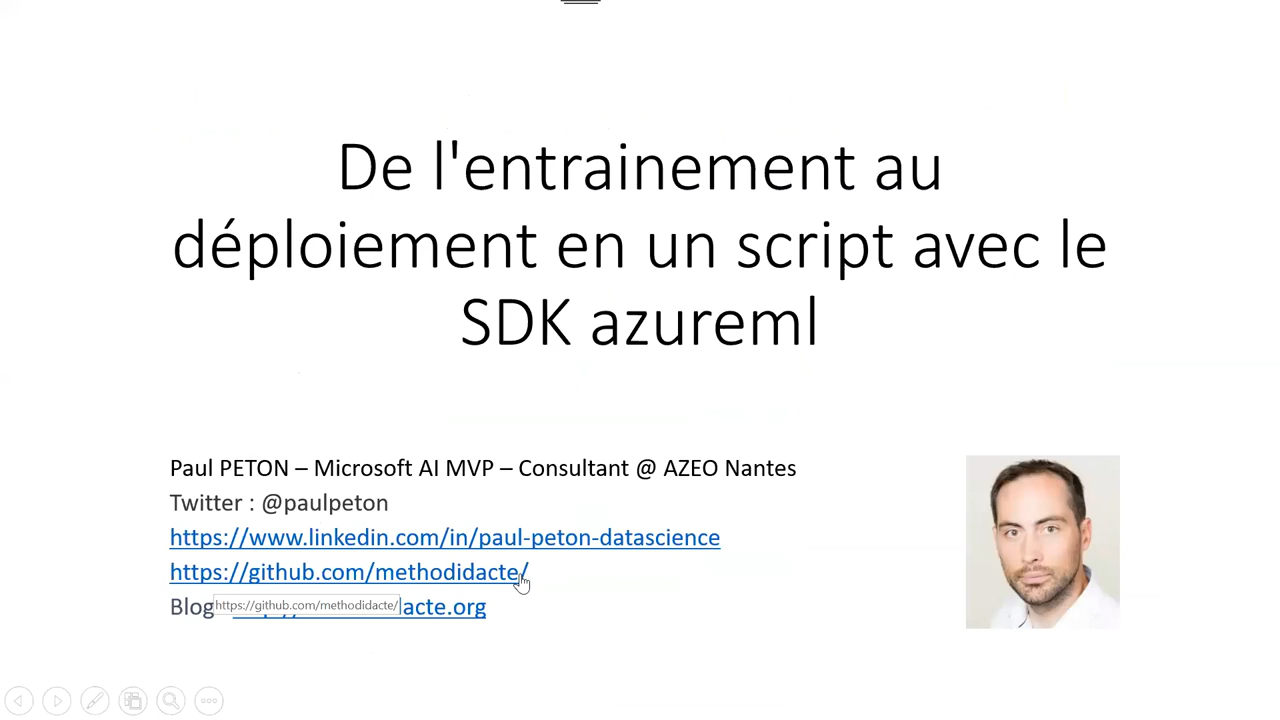 De l'entrainement au
déploiement en un script avec le
SDK azureml
Paul PETON – Microsoft AI MVP – Consultant @ AZEO Nantes
Twitter : @paulpeton
https://www.linkedin.com/in/paul-peton-datascience
https://github.com/methodidacte/
Blog lacte.org
https://github.com/methodidacte/